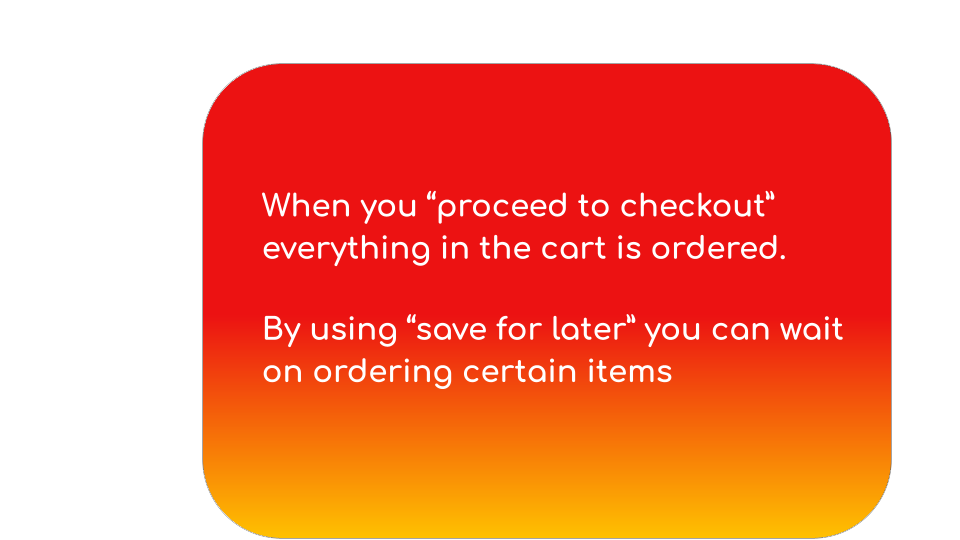 When you “proceed to checkout”
everything in the cart is ordered.
By using “save for later” you can wait
on ordering certain items